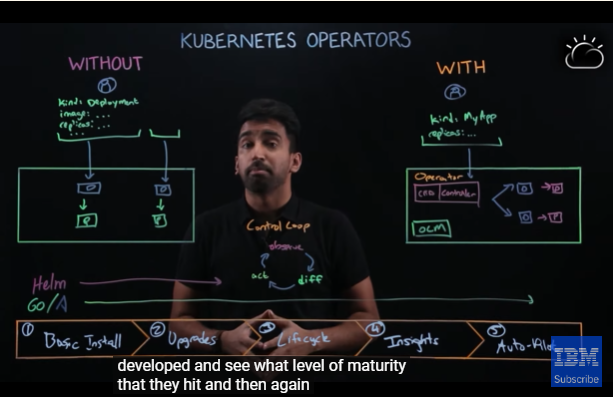 KUBERNETES OPERATORS
WITHOUT
kind: Deployment
image: ...
replicas: ...
...
D
D
P
P
Control Loop
observe
act
diff
WITH
kind: MyApp
replicas: ...
Operator
CRD | Controller
D
P
D
P
OLM
Helm
GO/A
1 Basic Install
2 Upgrades
3 Lifecycle
4 Insights
5 Auto-Pilo
developed and see what level of maturity
that they hit and then again
IBM
Subscribe